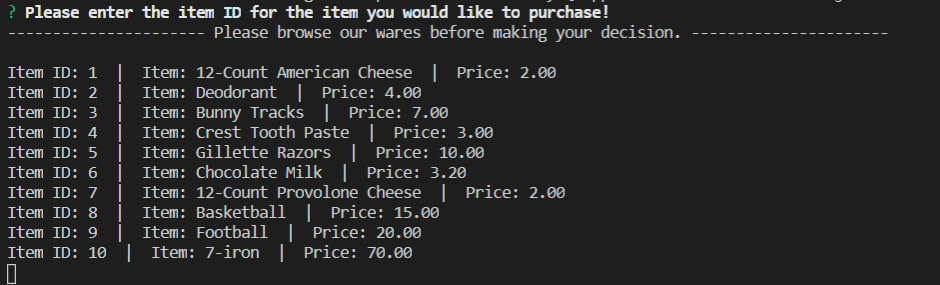 ? Please enter the item ID for the item you would like to purchase!
---------------------- Please browse our wares before making your decision. ----------------------
Item ID: 1  |  Item: 12-Count American Cheese  |  Price: 2.00
Item ID: 2  |  Item: Deodorant  |  Price: 4.00
Item ID: 3  |  Item: Bunny Tracks  |  Price: 7.00
Item ID: 4  |  Item: Crest Tooth Paste  |  Price: 3.00
Item ID: 5  |  Item: Gillette Razors  |  Price: 10.00
Item ID: 6  |  Item: Chocolate Milk  |  Price: 3.20
Item ID: 7  |  Item: 12-Count Provolone Cheese  |  Price: 2.00
Item ID: 8  |  Item: Basketball  |  Price: 15.00
Item ID: 9  |  Item: Football  |  Price: 20.00
Item ID: 10  |  Item: 7-iron  |  Price: 70.00